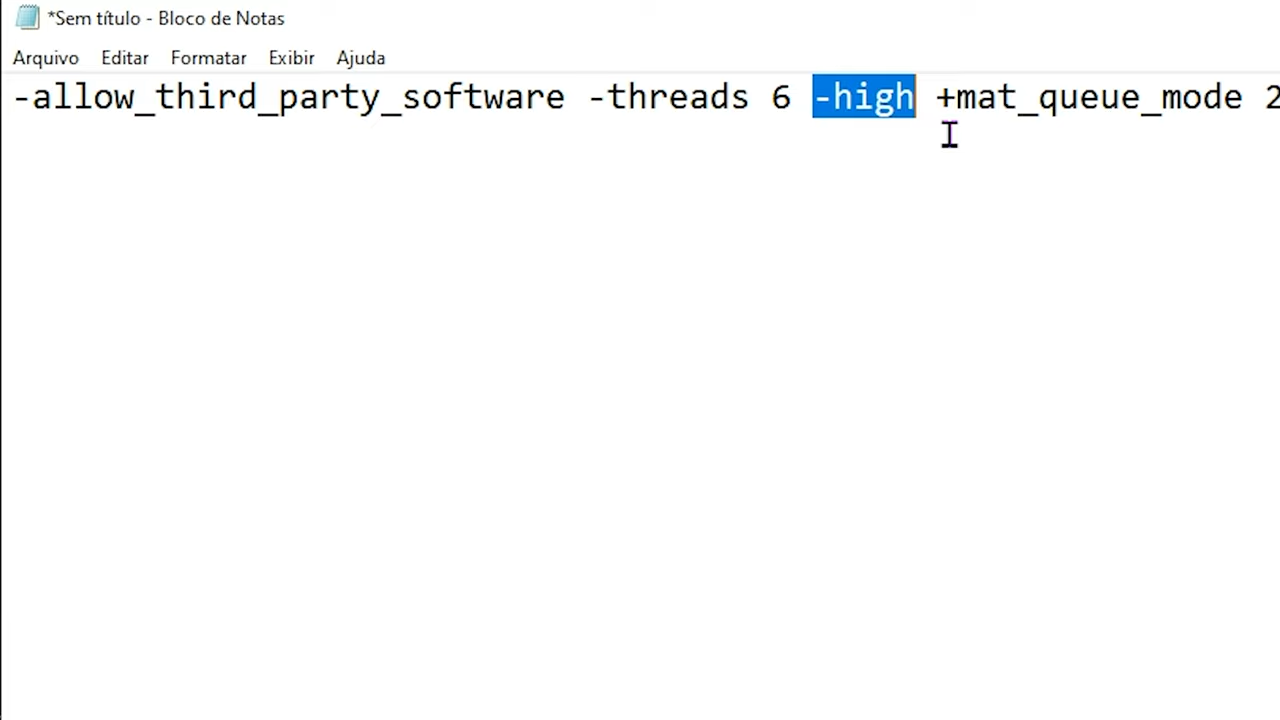 *Sem título - Bloco de Notas
Arquivo Editar Formatar Exibir Ajuda
-allow_third_party_software -threads 6 -high +mat_queue_mode 2